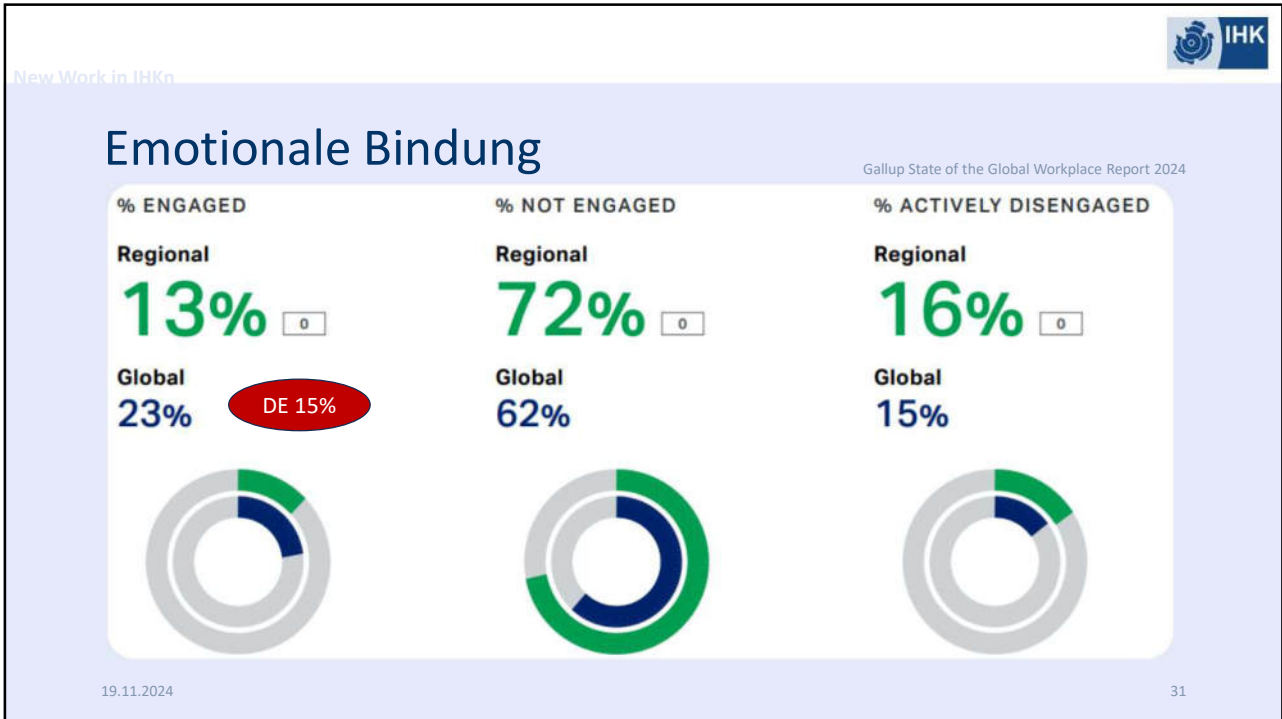 IHK
New Work in IHKn
Emotionale Bindung
Gallup State of the Global Workplace Report 2024
% ENGAGED
Regional
13% 0
Global
23%
DE 15%
% NOT ENGAGED
Regional
72% 0
Global
62%
% ACTIVELY DISENGAGED
Regional
16% 0
Global
15%
19.11.2024
31